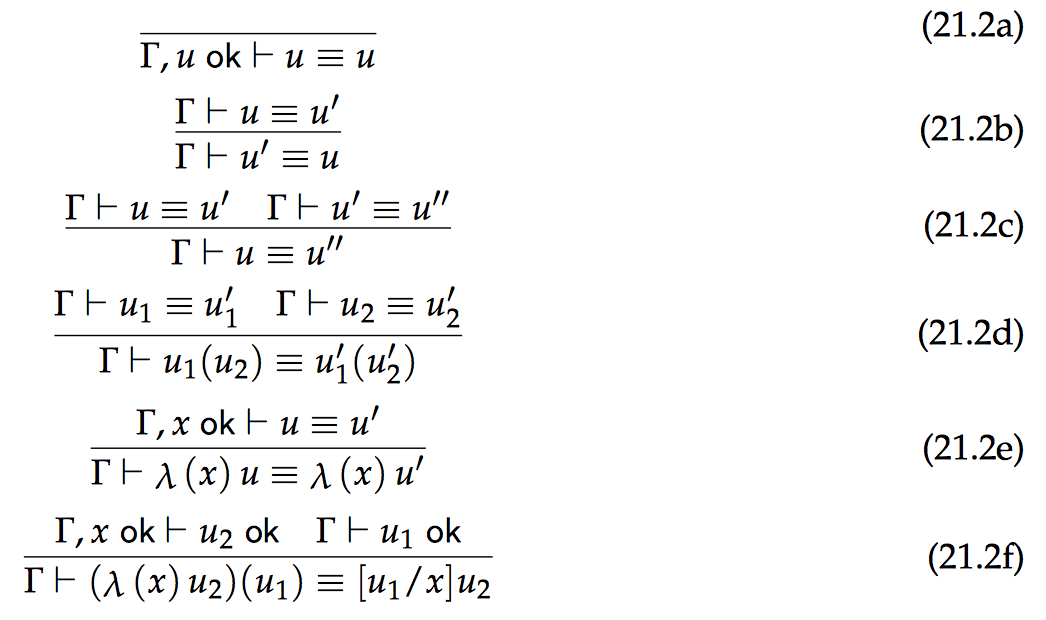 Γ, u ok ⊢ u ≡ u (21.2a)
Γ ⊢ u ≡ u′
Γ ⊢ u′ ≡ u (21.2b)
Γ ⊢ u ≡ u′ Γ ⊢ u′ ≡ u″
Γ ⊢ u ≡ u″ (21.2c)
Γ ⊢ u₁ ≡ u′₁ Γ ⊢ u₂ ≡ u′₂
Γ ⊢ u₁(u₂) ≡ u′₁(u′₂) (21.2d)
Γ, x ok ⊢ u ≡ u′
Γ ⊢ λ (x) u ≡ λ (x) u′ (21.2e)
Γ, x ok ⊢ u₂ ok Γ ⊢ u₁ ok
Γ ⊢ (λ (x) u₂)(u₁) ≡ [u₁/x]u₂ (21.2f)